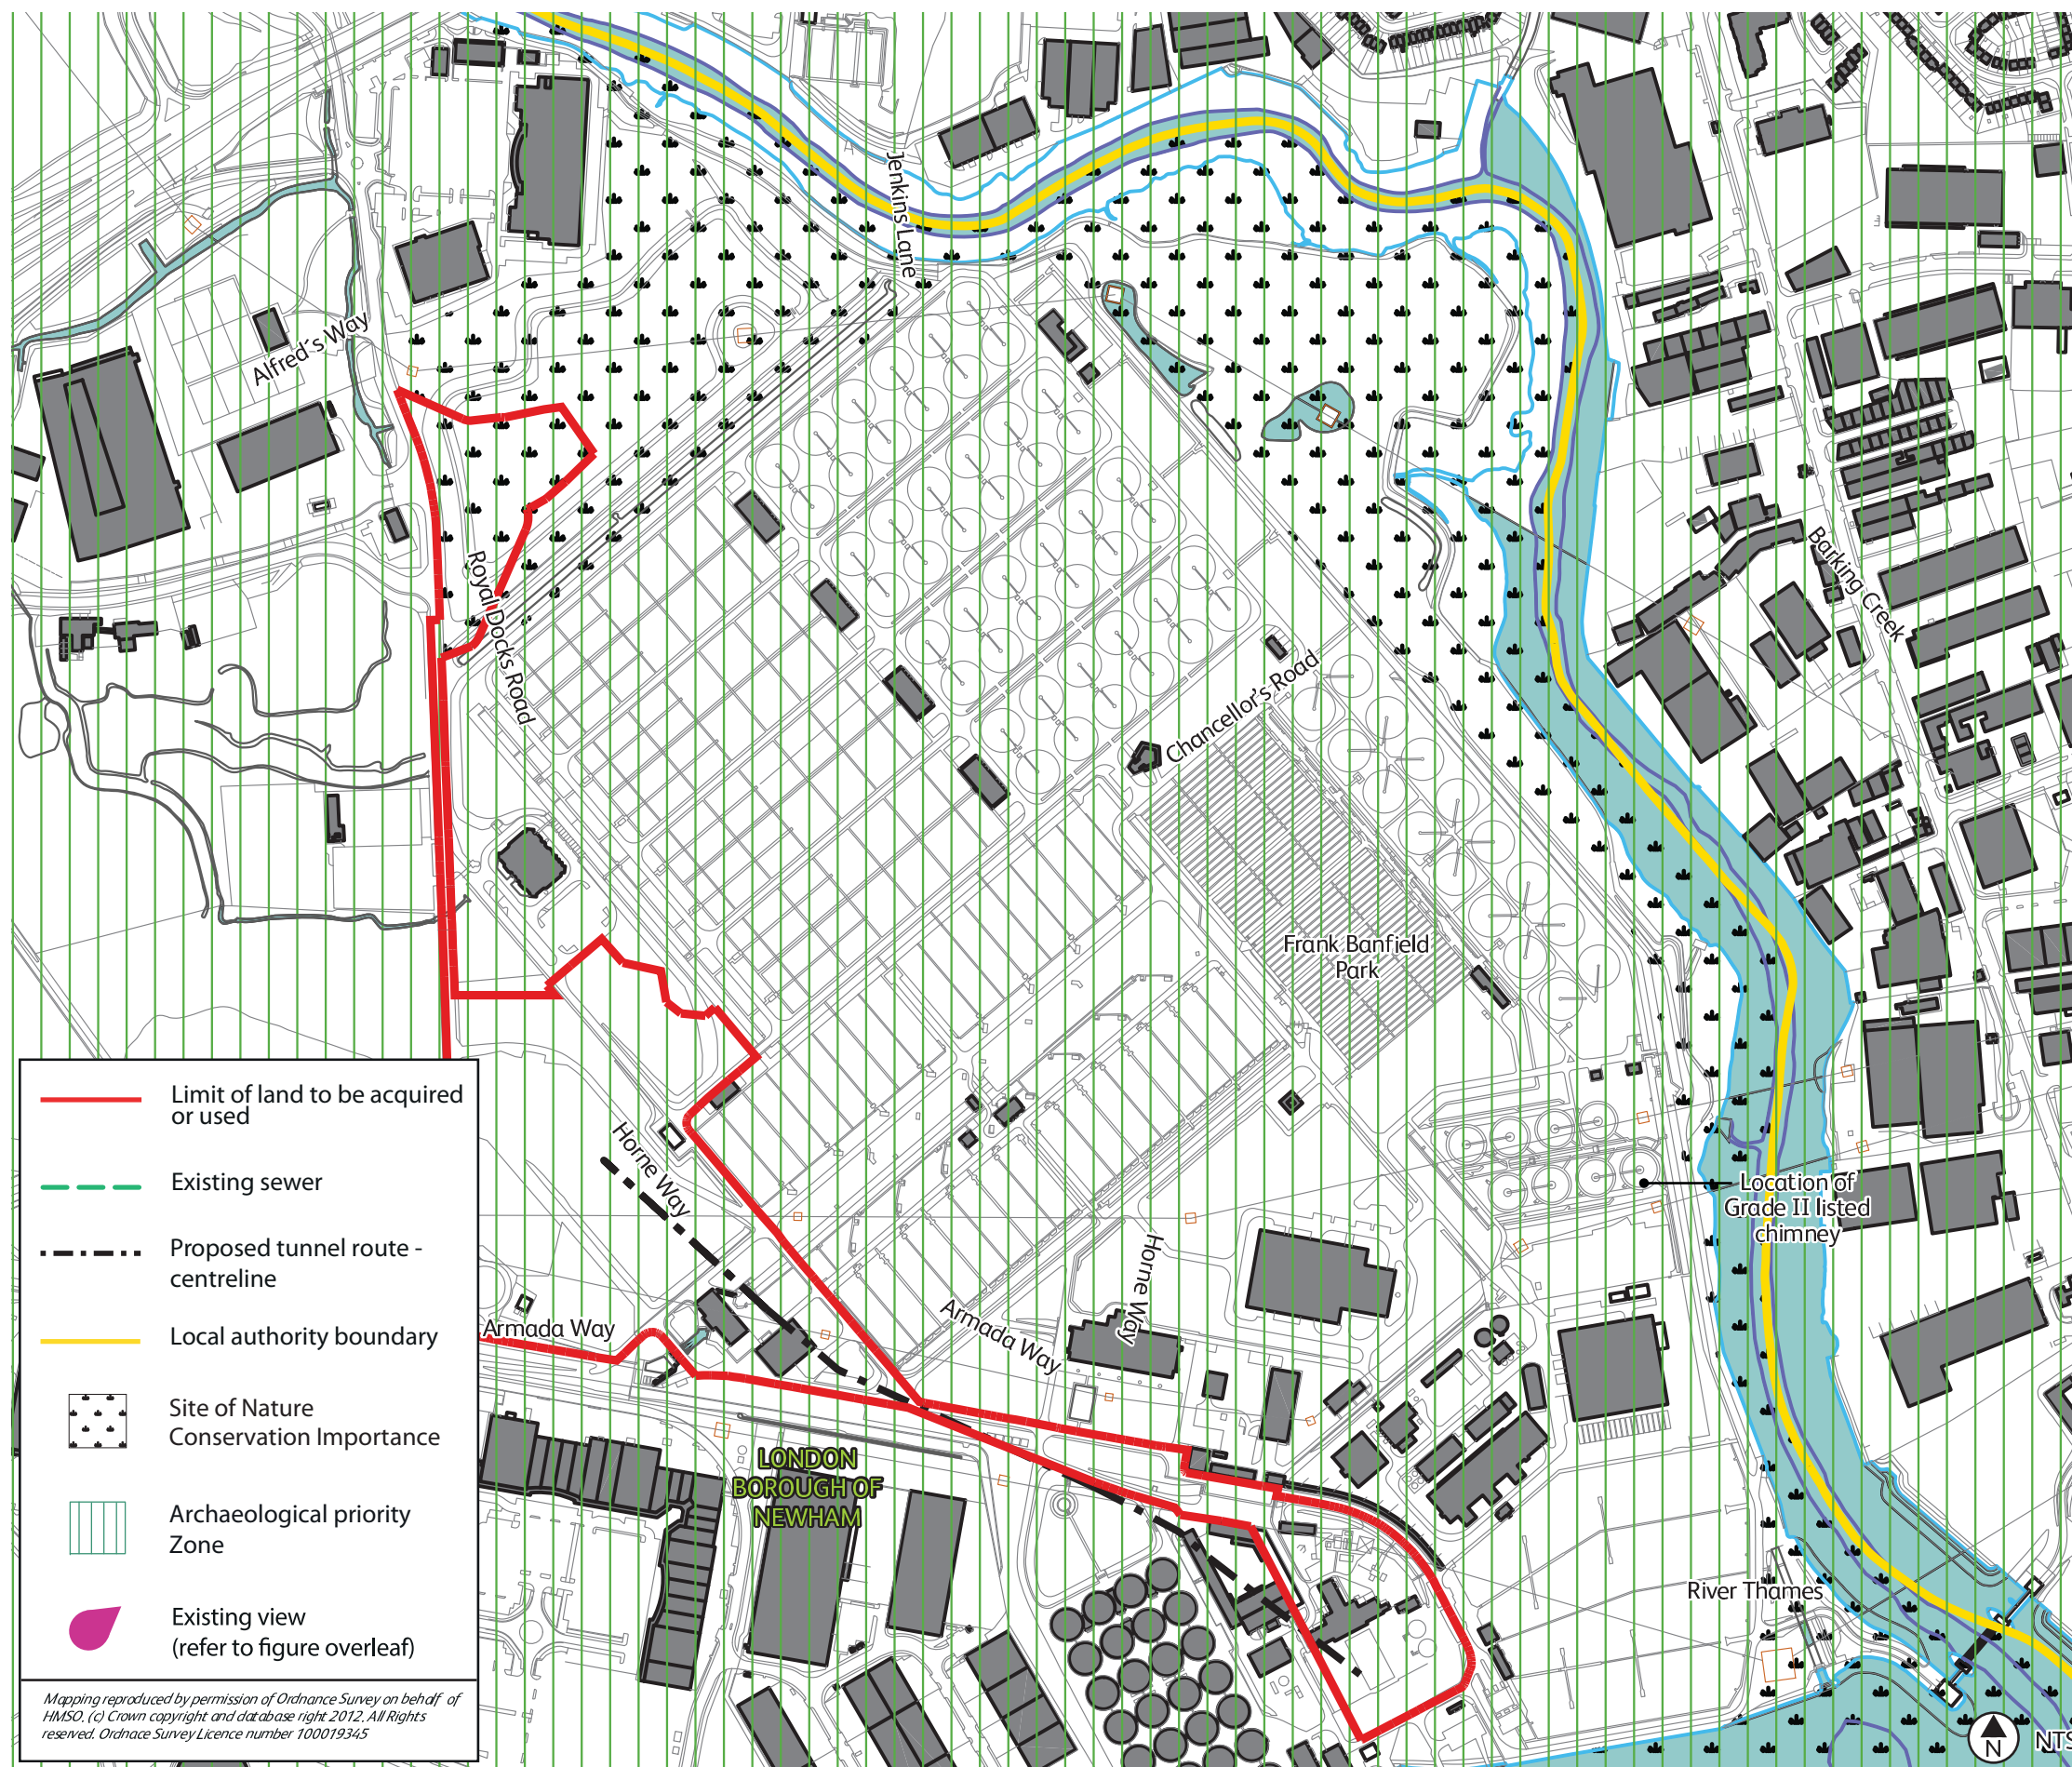 Jenkins Lane
Alfred's Way
Royal Docks Road
Barking Creek
Chancellor's Road
Frank Banfield
Park
Horne Way
Location of
Grade II listed
chimney
Horne Way
Armada Way
Armada Way
LONDON
BOROUGH OF
NEWHAM
River Thames
Limit of land to be acquired
or used
Existing sewer
Proposed tunnel route -
centreline
Local authority boundary
Site of Nature
Conservation Importance
Archaeological priority
Zone
Existing view
(refer to figure overleaf)
Mapping reproduced by permission of Ordnance Survey on behalf of
HMSO. (c) Crown copyright and database right 2012. All Rights
reserved. Ordnace Survey Licence number 100019345
N
NTS